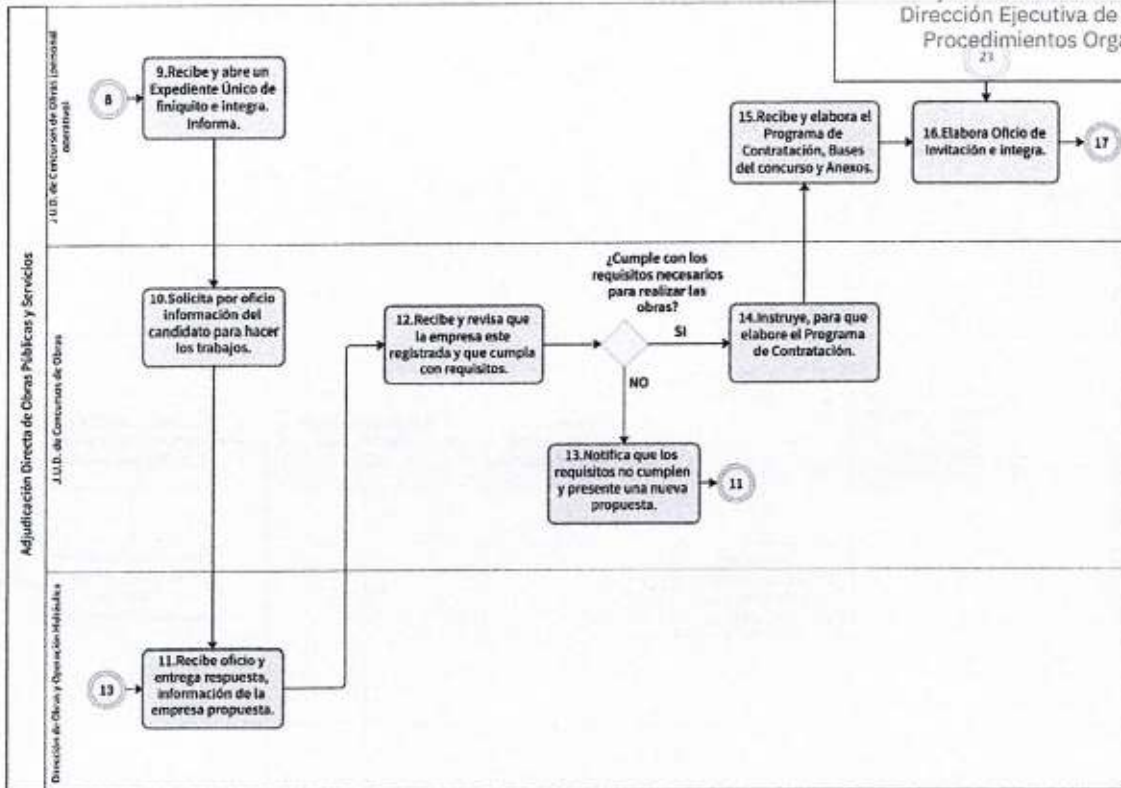 Dirección Ejecutiva de
Procedimientos Orga
23
Adjudicación Directa de Obras Públicas y Servicios
J.U.D. de Concursos de Obras (personal
operativo)
8
9.Recibe y abre un
Expediente Único de
finiquito e integra.
Informa.
15.Recibe y elabora el
Programa de
Contratación, Bases
del concurso y Anexos.
16.Elabora Oficio de
Invitación e integra.
17
J.U.D. de Concursos de Obras
10.Solicita por oficio
información del
candidato para hacer
los trabajos.
12.Recibe y revisa que
la empresa este
registrada y que cumpla
con requisitos.
¿Cumple con los
requisitos necesarios
para realizar las
obras?
SI
NO
14.Instruye, para que
elabore el Programa
de Contratación.
13.Notifica que los
requisitos no cumplen
y presente una nueva
propuesta.
11
Dirección de Obras y Operación Hidráulica
13
11.Recibe oficio y
entrega respuesta,
información de la
empresa propuesta.